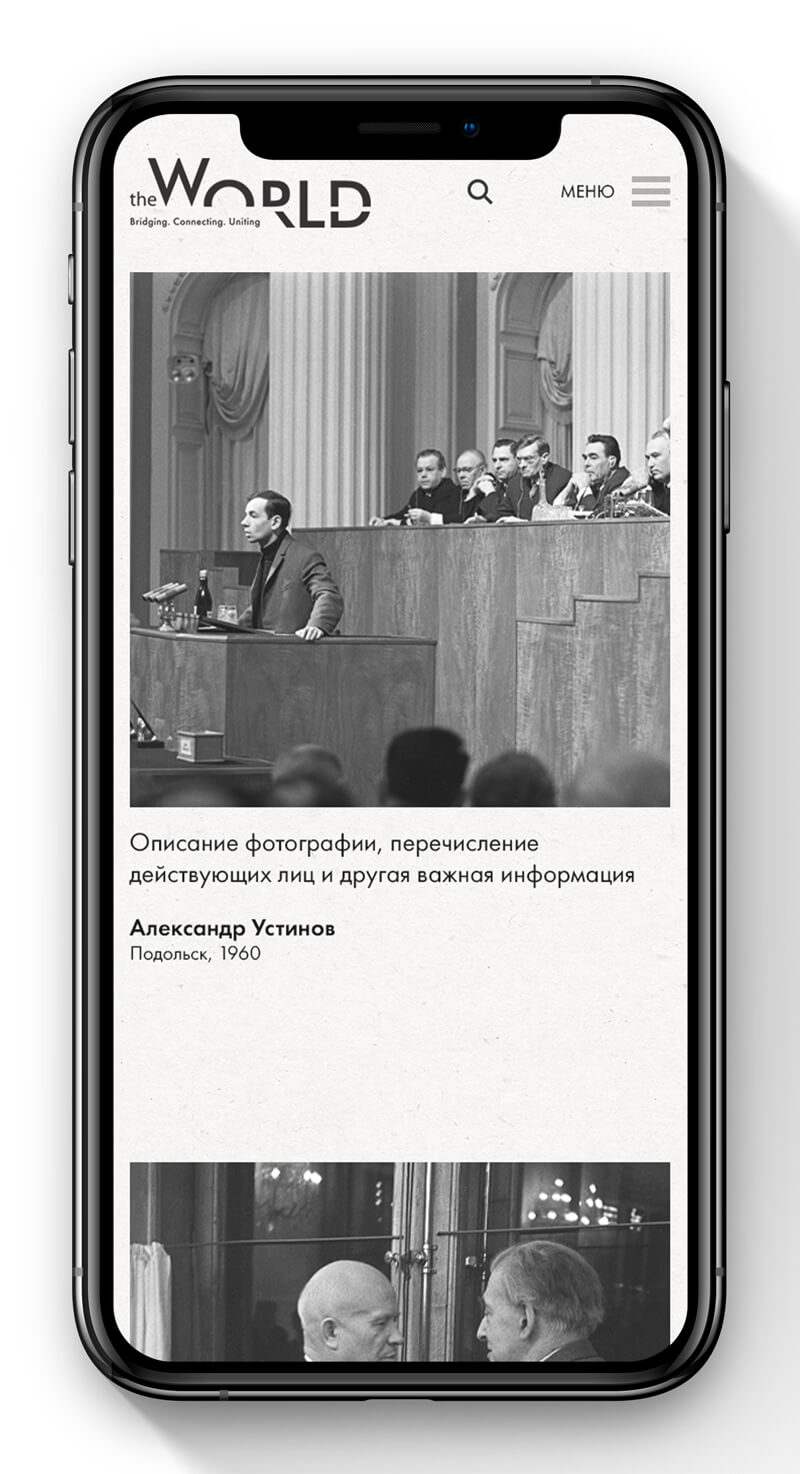 the WORLD
Bridging. Connecting. Uniting
МЕНЮ
Описание фотографии, перечисление
действующих лиц и другая важная информация
Александр Устинов
Подольск, 1960